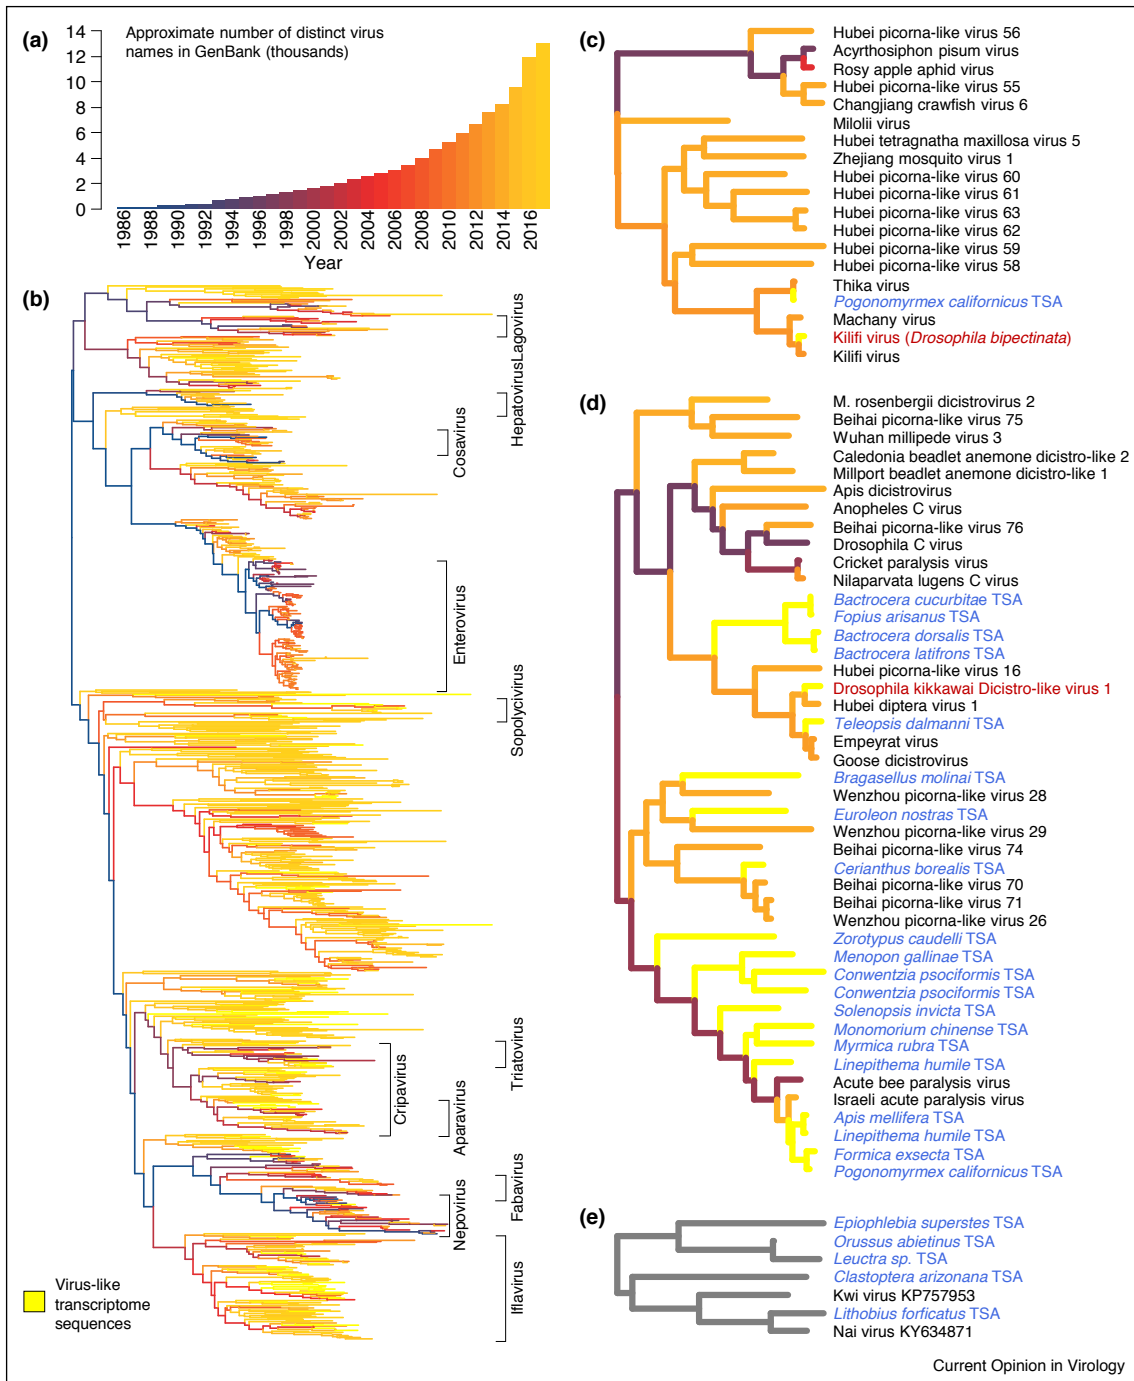 (a)
Approximate number of distinct virus
names in GenBank (thousands)
14
12
10
8
6
4
2
0
1986
1988
1990
1992
1994
1996
1998
2000
2002
2004
2006
2008
2010
2012
2014
2016
Year
(b)
Lagovirus
Hepatovirus
Cosavirus
Enterovirus
Sopolycivirus
Triatovirus
Cripavirus
Aparavirus
Fabavirus
Nepovirus
Iflavirus
Virus-like
transcriptome
sequences
(c)
Hubei picorna-like virus 56
Acyrthosiphon pisum virus
Rosy apple aphid virus
Hubei picorna-like virus 55
Changjiang crawfish virus 6
Milolii virus
Hubei tetragnatha maxillosa virus 5
Zhejiang mosquito virus 1
Hubei picorna-like virus 60
Hubei picorna-like virus 61
Hubei picorna-like virus 63
Hubei picorna-like virus 62
Hubei picorna-like virus 59
Hubei picorna-like virus 58
Thika virus
Pogonomyrmex californicus TSA
Machany virus
Kilifi virus (Drosophila bipectinata)
Kilifi virus
(d)
M. rosenbergii dicistrovirus 2
Beihai picorna-like virus 75
Wuhan millipede virus 3
Caledonia beadlet anemone dicistro-like 2
Millport beadlet anemone dicistro-like 1
Apis dicistrovirus
Anopheles C virus
Beihai picorna-like virus 76
Drosophila C virus
Cricket paralysis virus
Nilaparvata lugens C virus
Bactrocera cucurbitae TSA
Fopius arisanus TSA
Bactrocera dorsalis TSA
Bactrocera latifrons TSA
Hubei picorna-like virus 16
Drosophila kikkawai Dicistro-like virus 1
Hubei diptera virus 1
Teleopsis dalmanni TSA
Empeyrat virus
Goose dicistrovirus
Bragasellus molinai TSA
Wenzhou picorna-like virus 28
Euroleon nostras TSA
Wenzhou picorna-like virus 29
Beihai picorna-like virus 74
Cerianthus borealis TSA
Beihai picorna-like virus 70
Beihai picorna-like virus 71
Wenzhou picorna-like virus 26
Zorotypus caudelli TSA
Menopon gallinae TSA
Conwentzia psociformis TSA
Conwentzia psociformis TSA
Solenopsis invicta TSA
Monomorium chinense TSA
Myrmica rubra TSA
Linepithema humile TSA
Acute bee paralysis virus
Israeli acute paralysis virus
Apis mellifera TSA
Linepithema humile TSA
Formica exsecta TSA
Pogonomyrmex californicus TSA
(e)
Epiophlebia superstes TSA
Orussus abietinus TSA
Leuctra sp. TSA
Clastoptera arizonana TSA
Kwi virus KP757953
Lithobius forficatus TSA
Nai virus KY634871
Current Opinion in Virology